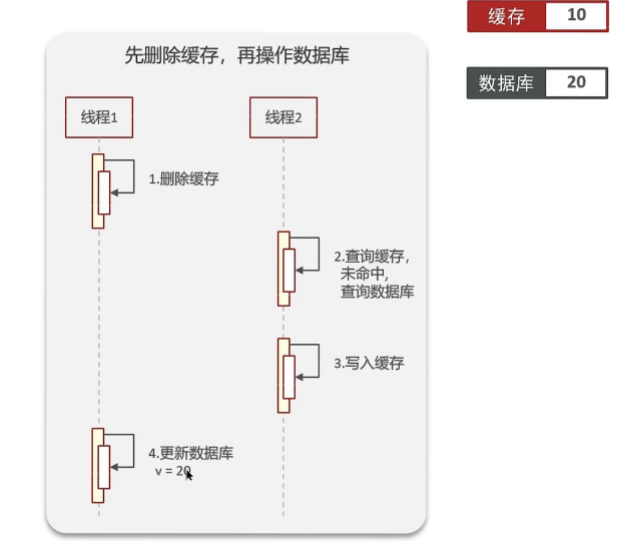 缓存 10
数据库 20
先删除缓存，再操作数据库
线程1
线程2
1.删除缓存
2.查询缓存，
未命中，
查询数据库
3.写入缓存
4.更新数据库
v = 20